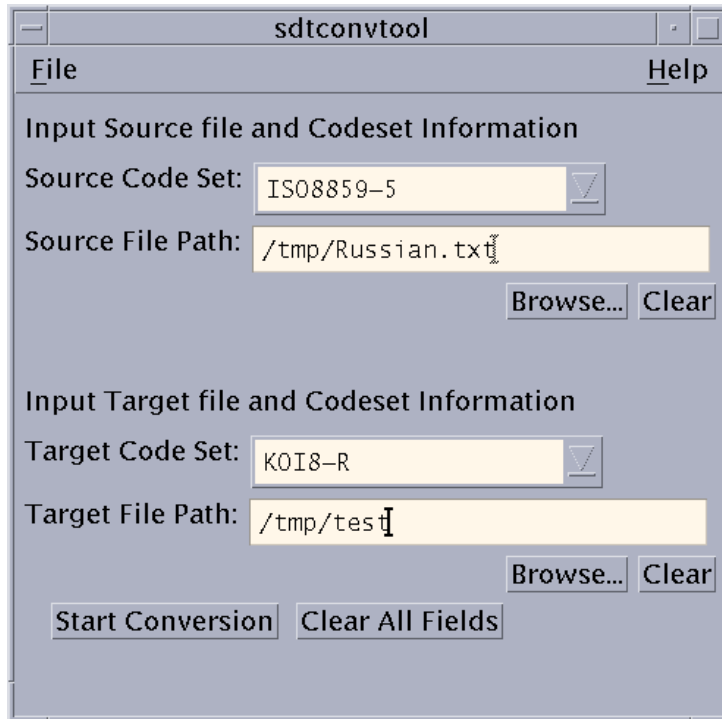 sdtconvtool
File Help
Input Source file and Codeset Information
Source Code Set: ISO8859-5
Source File Path: /tmp/Russian.txt
Browse... Clear
Input Target file and Codeset Information
Target Code Set: KOI8-R
Target File Path: /tmp/test
Browse... Clear
Start Conversion Clear All Fields